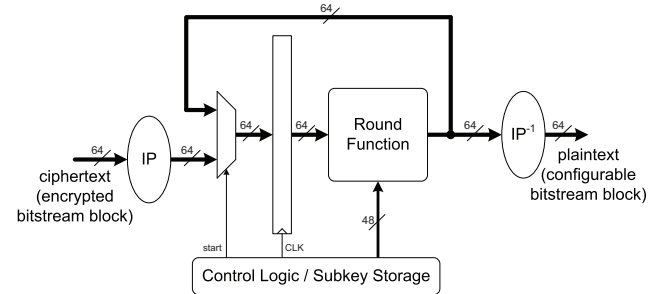 64
64
IP
64
64
64
Round
Function
64
IP-1
64
ciphertext
(encrypted
bitstream block)
plaintext
(configurable
bitstream block)
48
start
CLK
Control Logic / Subkey Storage